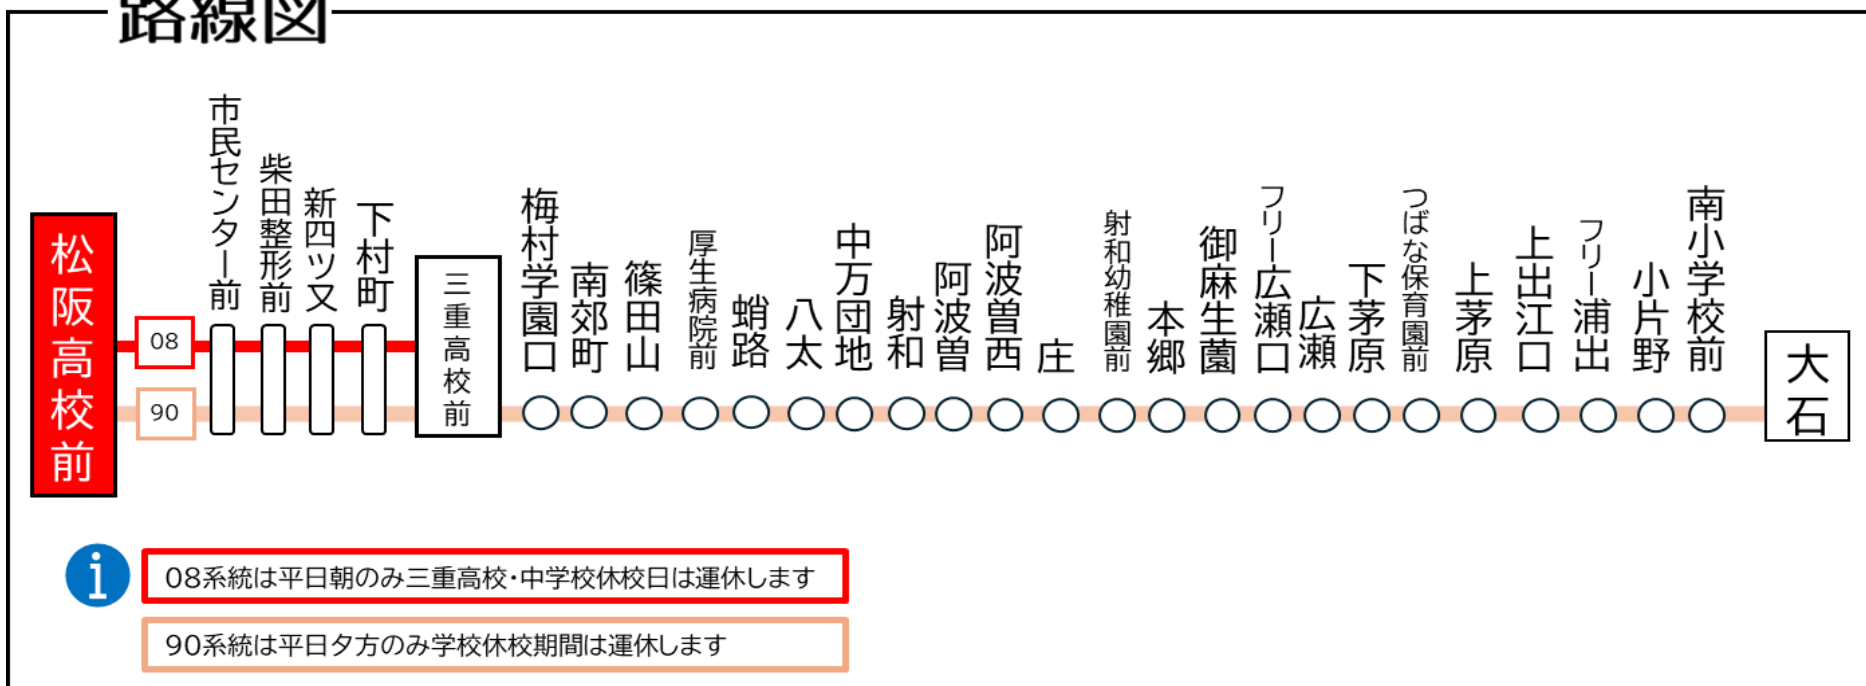 路線図
松阪高校前
08
90
市民センター前
柴田整形前
新四ツ又
下村町
三重高校前
梅村学園口
南郊町
篠田山
厚生病院前
蛸路
八太
中万団地
射和
阿波曽
阿波曽西
庄
射和幼稚園前
本郷
御麻生薗
フリー広瀬口
広瀬
下茅原
つばな保育園前
上茅原
上出江口
フリー浦出
小片野
南小学校前
大石
i
08系統は平日朝のみ三重高校・中学校休校日は運休します
90系統は平日夕方のみ学校休校期間は運休します